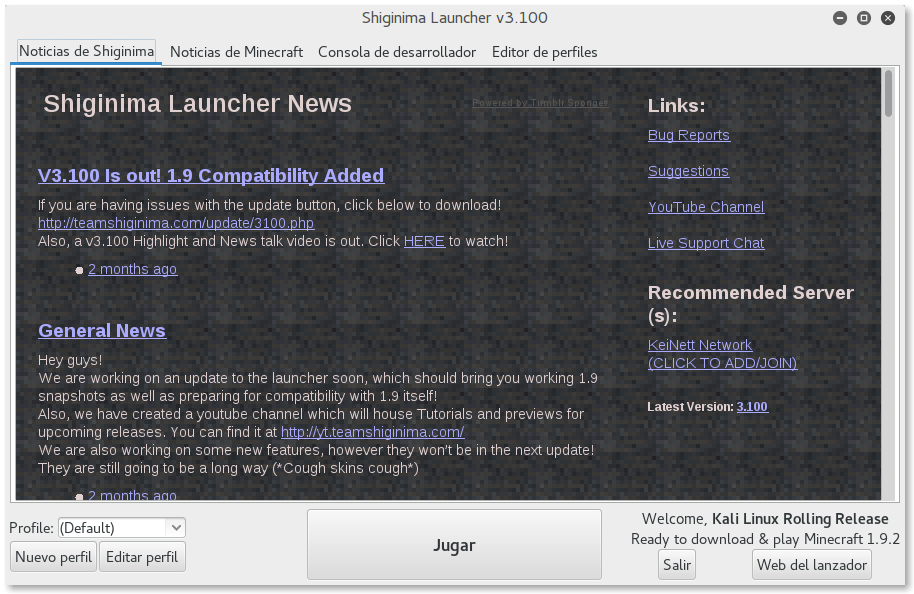 Shiginima Launcher v3.100
Noticias de Shiginima
Noticias de Minecraft
Consola de desarrollador
Editor de perfiles
Shiginima Launcher News
Powered by Tumblr Sponget
V3.100 Is out! 1.9 Compatibility Added
If you are having issues with the update button, click below to download!
http://teamshiginima.com/update/3100.php
Also, a v3.100 Highlight and News talk video is out. Click HERE to watch!
2 months ago
General News
Hey guys!
We are working on an update to the launcher soon, which should bring you working 1.9
snapshots as well as preparing for compatibility with 1.9 itself!
Also, we have created a youtube channel which will house Tutorials and previews for
upcoming releases. You can find it at http://yt.teamshiginima.com/
We are also working on some new features, however they won't be in the next update!
They are still going to be a long way (*Cough skins cough*)
2 months ago
Links:
Bug Reports
Suggestions
YouTube Channel
Live Support Chat
Recommended Server
(s):
KeiNett Network
(CLICK TO ADD/JOIN)
Latest Version: 3.100
Profile: (Default)
Nuevo perfil
Editar perfil
Jugar
Welcome, Kali Linux Rolling Release
Ready to download & play Minecraft 1.9.2
Salir
Web del lanzador